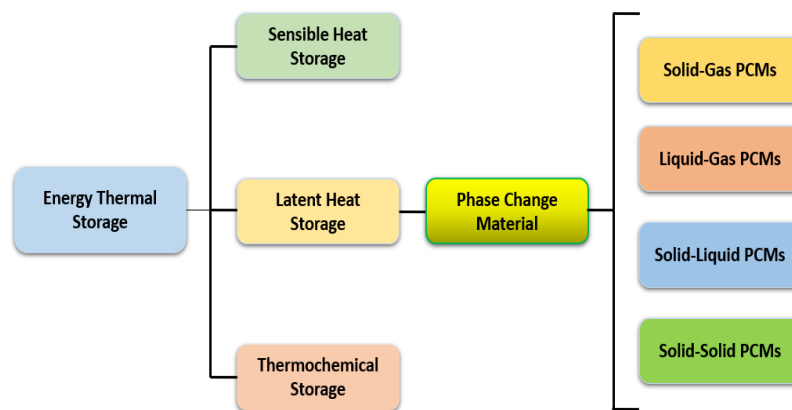 Sensible Heat
Storage
Solid-Gas PCMs
Liquid-Gas PCMs
Energy Thermal
Storage
Latent Heat
Storage
Phase Change
Material
Solid-Liquid PCMs
Solid-Solid PCMs
Thermochemical
Storage